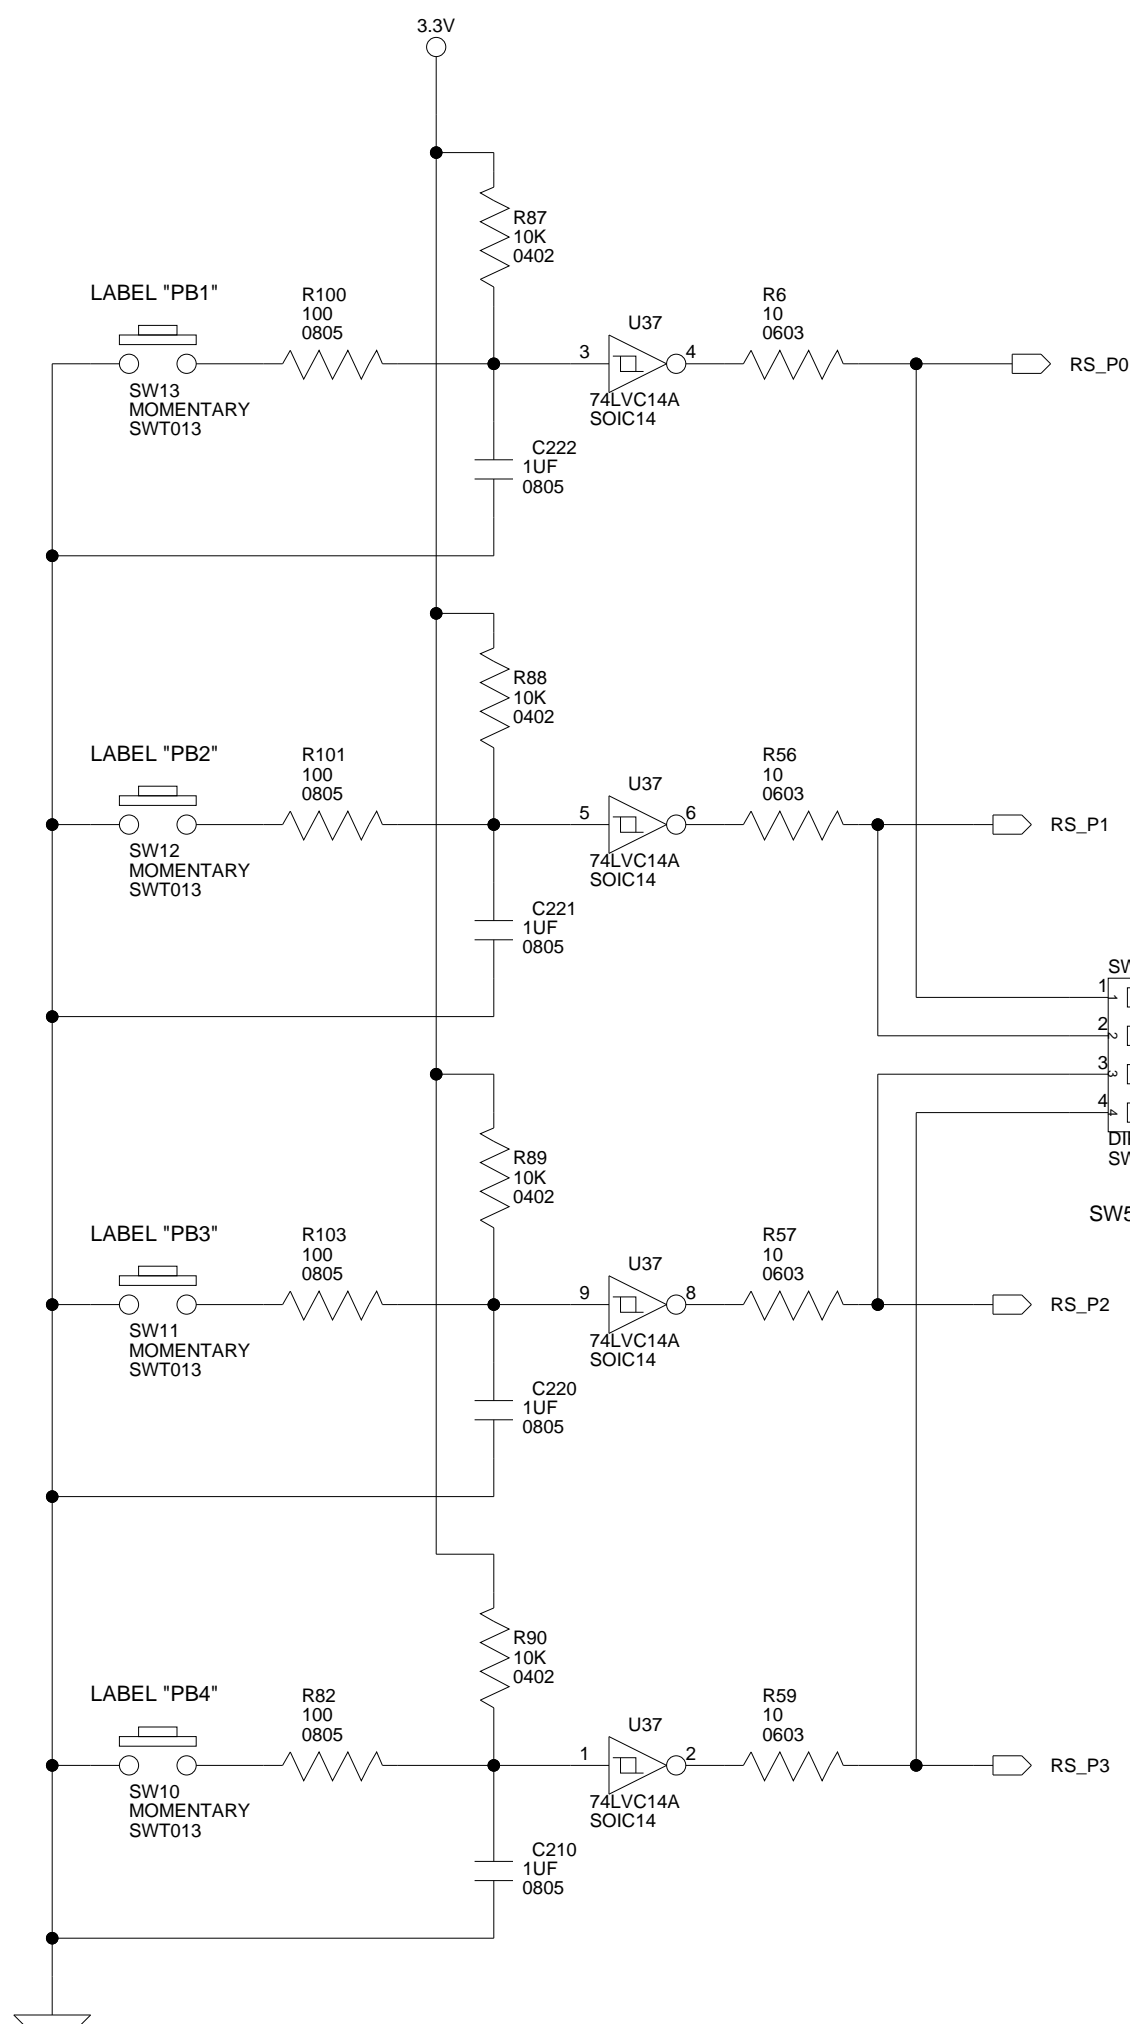 3.3V
R87
10K
0402
LABEL "PB1"
R100
100
0805
SW13
MOMENTARY
SWT013
U37
3
4
74LVC14A
SOIC14
R6
10
0603
RS_P0
C222
1UF
0805
R88
10K
0402
LABEL "PB2"
R101
100
0805
SW12
MOMENTARY
SWT013
U37
5
6
74LVC14A
SOIC14
R56
10
0603
RS_P1
C221
1UF
0805
1
1
2
2
3
3
4
4
R89
10K
0402
LABEL "PB3"
R103
100
0805
SW11
MOMENTARY
SWT013
U37
9
8
74LVC14A
SOIC14
R57
10
0603
RS_P2
C220
1UF
0805
R90
10K
0402
LABEL "PB4"
R82
100
0805
SW10
MOMENTARY
SWT013
U37
1
2
74LVC14A
SOIC14
R59
10
0603
RS_P3
C210
1UF
0805